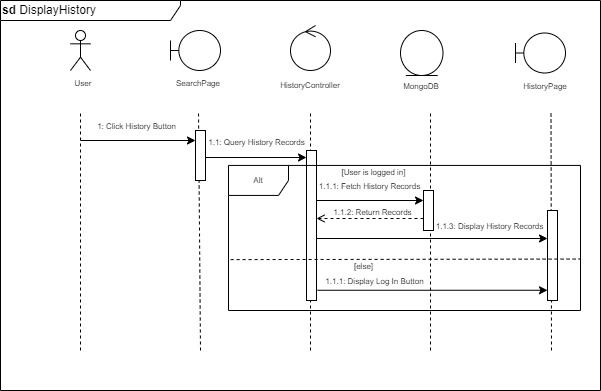 sd DisplayHistory
User
SearchPage
HistoryController
MongoDB
HistoryPage
1: Click History Button
1.1: Query History Records
Alt
[User is logged in]
1.1.1: Fetch History Records
1.1.2: Return Records
1.1.3: Display History Records
[else]
1.1.1: Display Log In Button